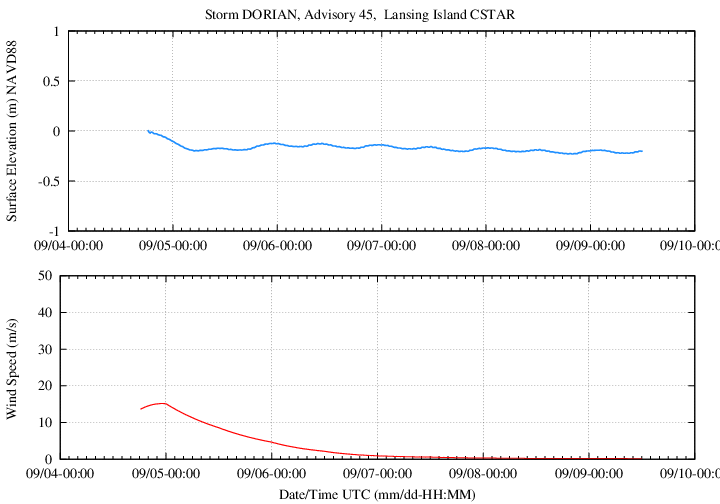 Storm DORIAN, Advisory 45, Lansing Island CSTAR
Surface Elevation (m) NAVD88
1
0.5
0
-0.5
-1
09/04-00:00 09/05-00:00 09/06-00:00 09/07-00:00 09/08-00:00 09/09-00:00 09/10-00:0
Wind Speed (m/s)
50
40
30
20
10
0
09/04-00:00 09/05-00:00 09/06-00:00 09/07-00:00 09/08-00:00 09/09-00:00 09/10-00:0
Date/Time UTC (mm/dd-HH:MM)